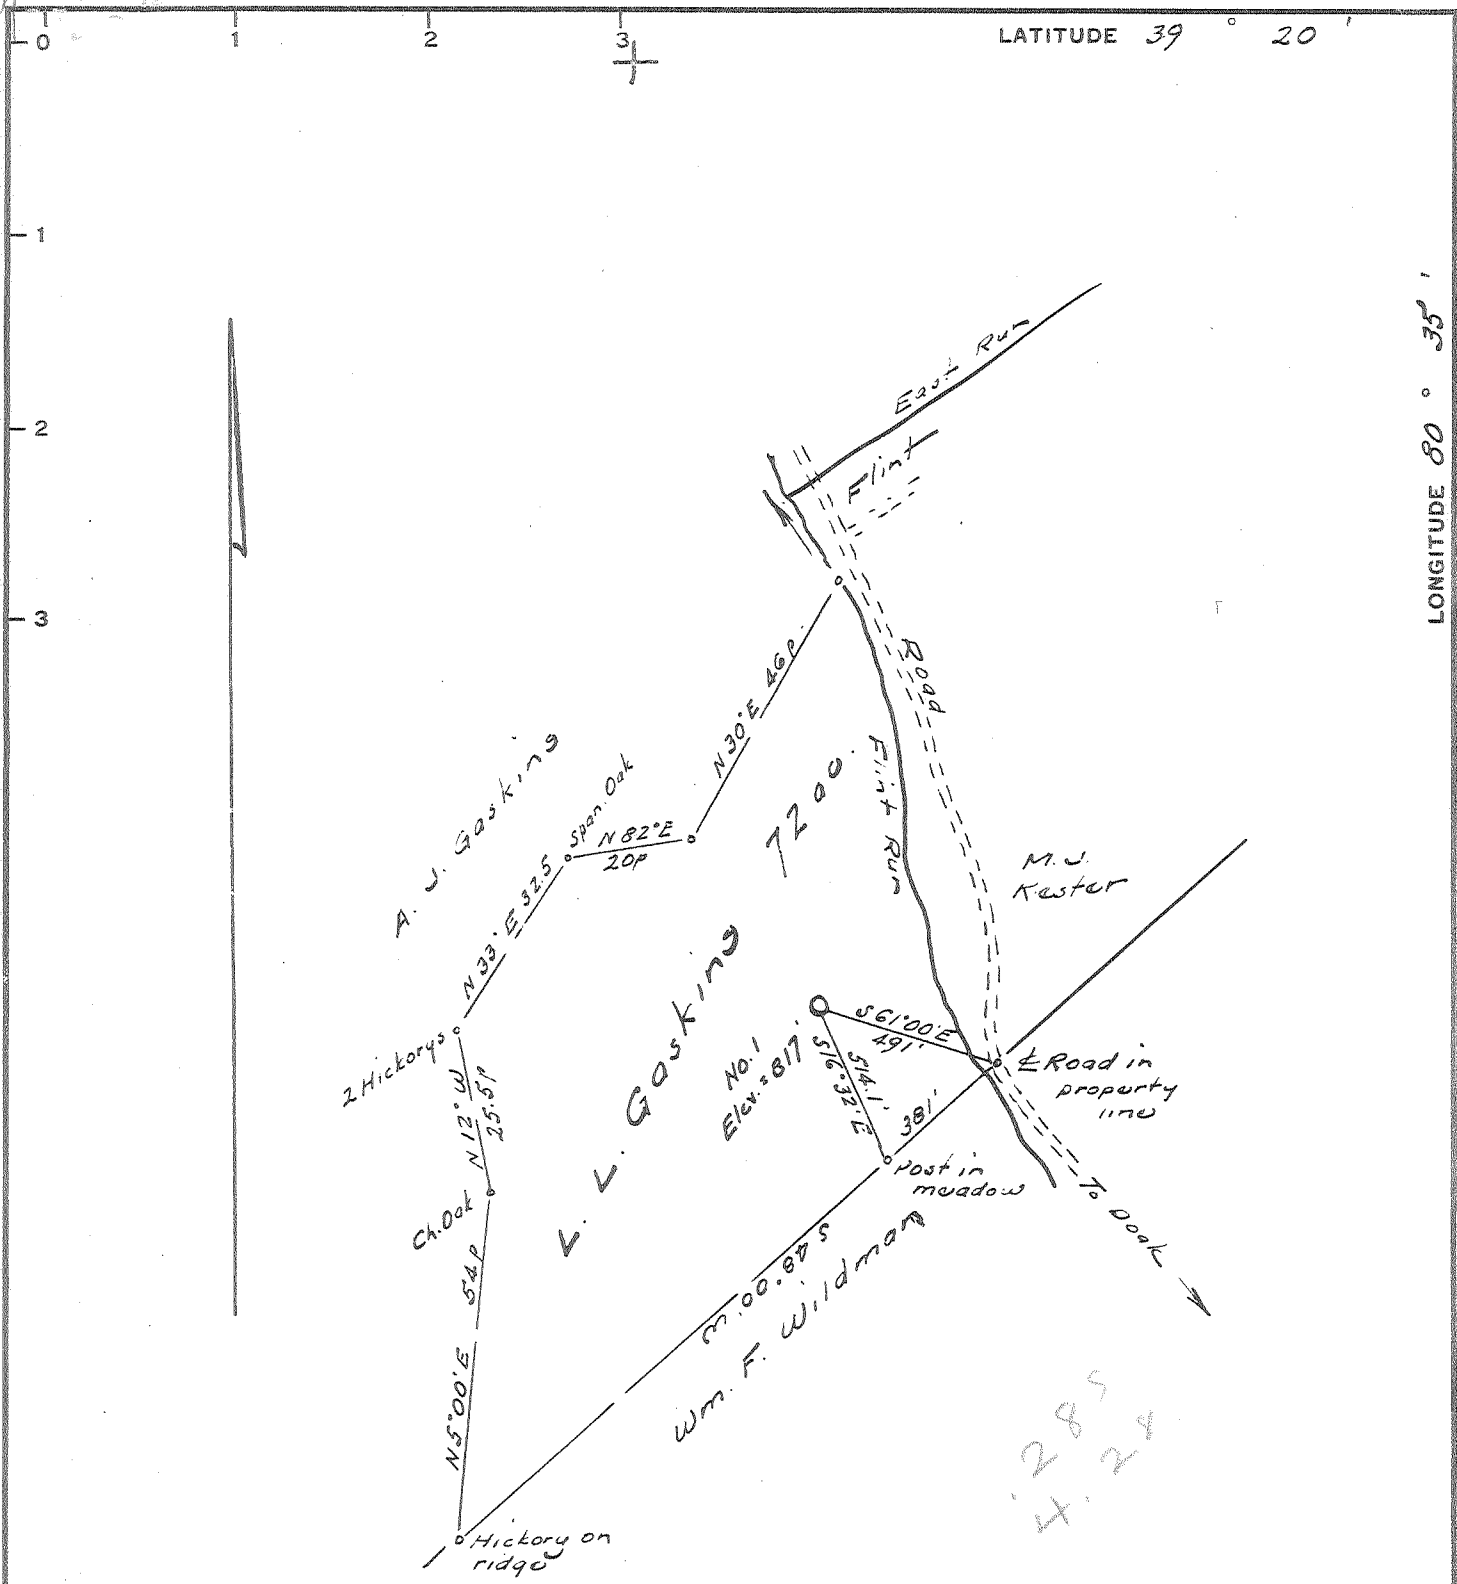 0 1 2 3
LATITUDE 39 ° 20 '
1
2
3
LONGITUDE 80 ° 35 '
East Run
Flint
Road
Flint Run
N 30° E 46 P.
Span. Oak
N 82° E
20P
A. J. Gasking
72 ac.
M. J.
Kester
N 33° E 32.5
2 Hickorys
N 12° W
25.5P
Ch. Oak
L. L. Gasking
No. 1
Elev. = 817'
S 61°00' E
491'
514.1'
S 16°32' E
381'
℄ Road in
property
line
Post in
meadow
To Doak
S 48°00' W
Wm. F. Wildman
54P
N 5°00' E
Hickory on
ridge
.28 S
4.28